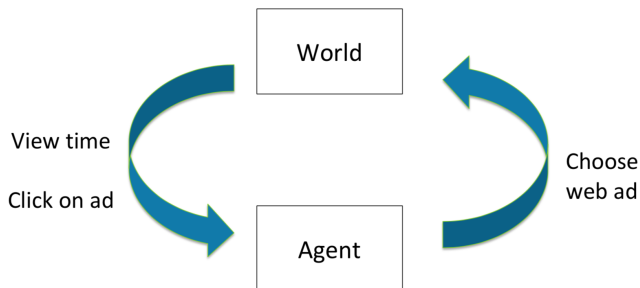 World
View time
Click on ad
Choose
web ad
Agent